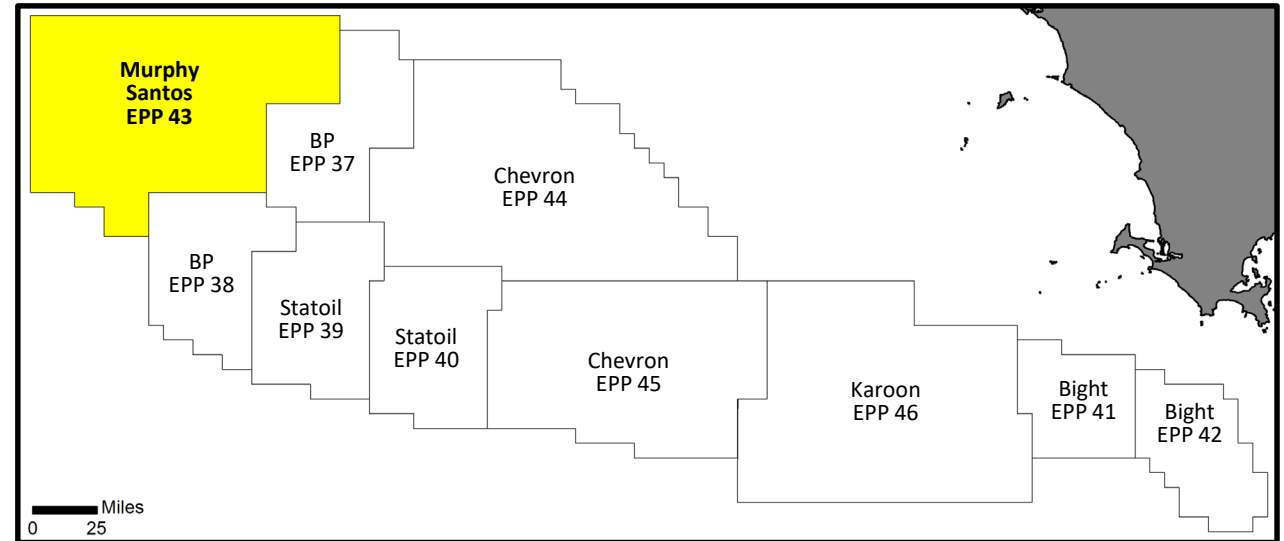 Murphy
Santos
EPP 43
BP
EPP 37
Chevron
EPP 44
BP
EPP 38
Statoil
EPP 39
Statoil
EPP 40
Chevron
EPP 45
Karoon
EPP 46
Bight
EPP 41
Bight
EPP 42
Miles
0 25